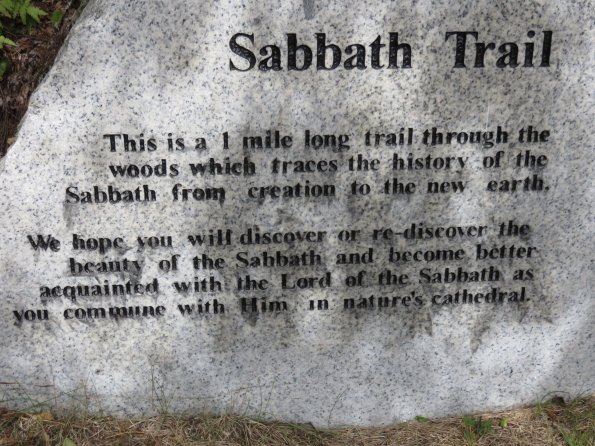 Sabbath Trail
This is a 1 mile long trail through the
woods which traces the history of the
Sabbath from creation to the new earth.
We hope you will discover or re-discover the
beauty of the Sabbath and become better
acquainted with the Lord of the Sabbath as
you commune with Him in nature's cathedral.